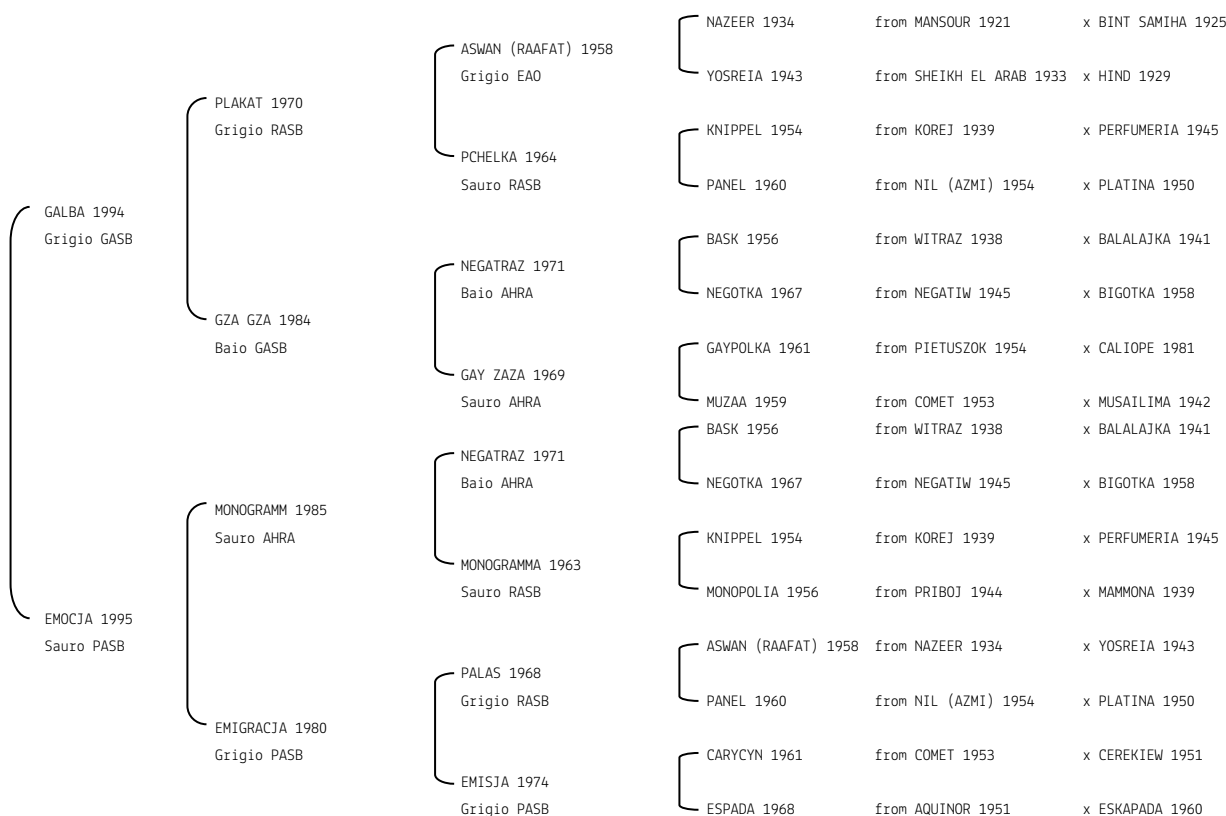 NAZEER 1934 from MANSOUR 1921 x BINT SAMIHA 1925
ASWAN (RAAFAT) 1958
Grigio EAO
YOSREIA 1943 from SHEIKH EL ARAB 1933 x HIND 1929
PLAKAT 1970
Grigio RASB
KNIPPEL 1954 from KOREJ 1939 x PERFUMERIA 1945
PCHELKA 1964
Sauro RASB
PANEL 1960 from NIL (AZMI) 1954 x PLATINA 1950
GALBA 1994
Grigio GASB
BASK 1956 from WITRAZ 1938 x BALALAJKA 1941
NEGATRAZ 1971
Baio AHRA
NEGOTKA 1967 from NEGATIW 1945 x BIGOTKA 1958
GZA GZA 1984
Baio GASB
GAYPOLKA 1961 from PIETUSZOK 1954 x CALIOPE 1981
GAY ZAZA 1969
Sauro AHRA
MUZAA 1959 from COMET 1953 x MUSAILIMA 1942
BASK 1956 from WITRAZ 1938 x BALALAJKA 1941
NEGATRAZ 1971
Baio AHRA
NEGOTKA 1967 from NEGATIW 1945 x BIGOTKA 1958
MONOGRAMM 1985
Sauro AHRA
KNIPPEL 1954 from KOREJ 1939 x PERFUMERIA 1945
MONOGRAMMA 1963
Sauro RASB
MONOPOLIA 1956 from PRIBOJ 1944 x MAMMONA 1939
EMOCJA 1995
Sauro PASB
ASWAN (RAAFAT) 1958 from NAZEER 1934 x YOSREIA 1943
PALAS 1968
Grigio RASB
PANEL 1960 from NIL (AZMI) 1954 x PLATINA 1950
EMIGRACJA 1980
Grigio PASB
CARYCYN 1961 from COMET 1953 x CEREKIEW 1951
EMISJA 1974
Grigio PASB
ESPADA 1968 from AQUINOR 1951 x ESKAPADA 1960